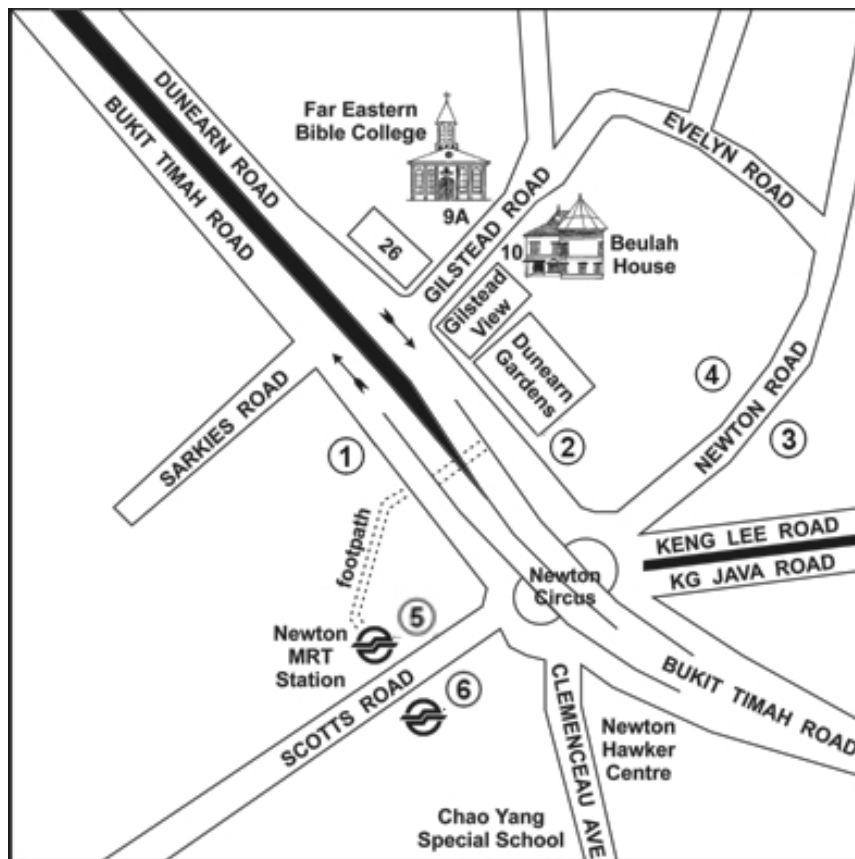 DUNEARN ROAD
BUKIT TIMAH ROAD
Far Eastern
Bible College
9A
26
GILSTEAD ROAD
EVELYN ROAD
10
Beulah
House
Gilstead
View
Dunearn
Gardens
SARKIES ROAD
1
2
3
4
NEWTON ROAD
footpath
KENG LEE ROAD
KG JAVA ROAD
Newton
Circus
5
Newton
MRT
Station
6
SCOTTS ROAD
BUKIT TIMAH ROAD
CLEMENCEAU AVE
Newton
Hawker
Centre
Chao Yang
Special School